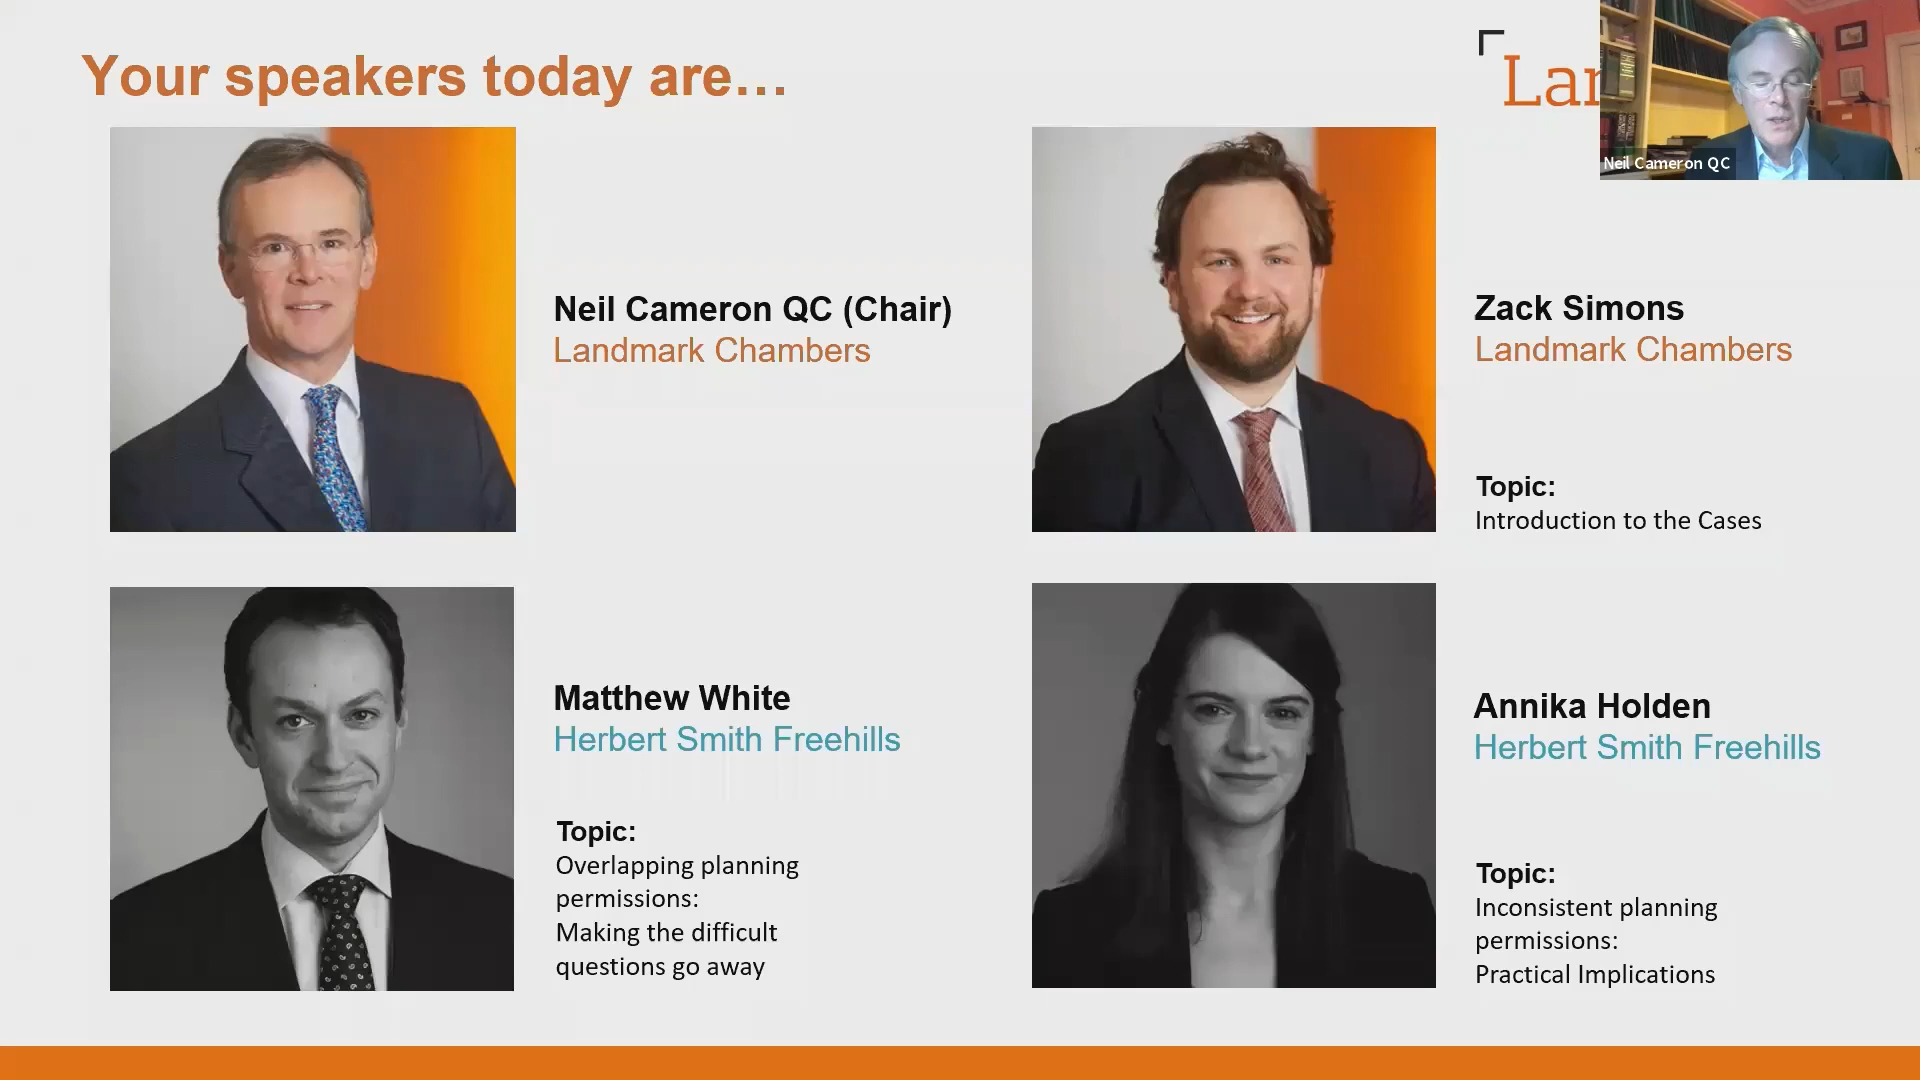 Your speakers today are...
Lan
Neil Cameron QC
Neil Cameron QC (Chair)
Landmark Chambers
Zack Simons
Landmark Chambers
Topic:
Introduction to the Cases
Matthew White
Herbert Smith Freehills
Topic:
Overlapping planning
permissions:
Making the difficult
questions go away
Annika Holden
Herbert Smith Freehills
Topic:
Inconsistent planning
permissions:
Practical Implications